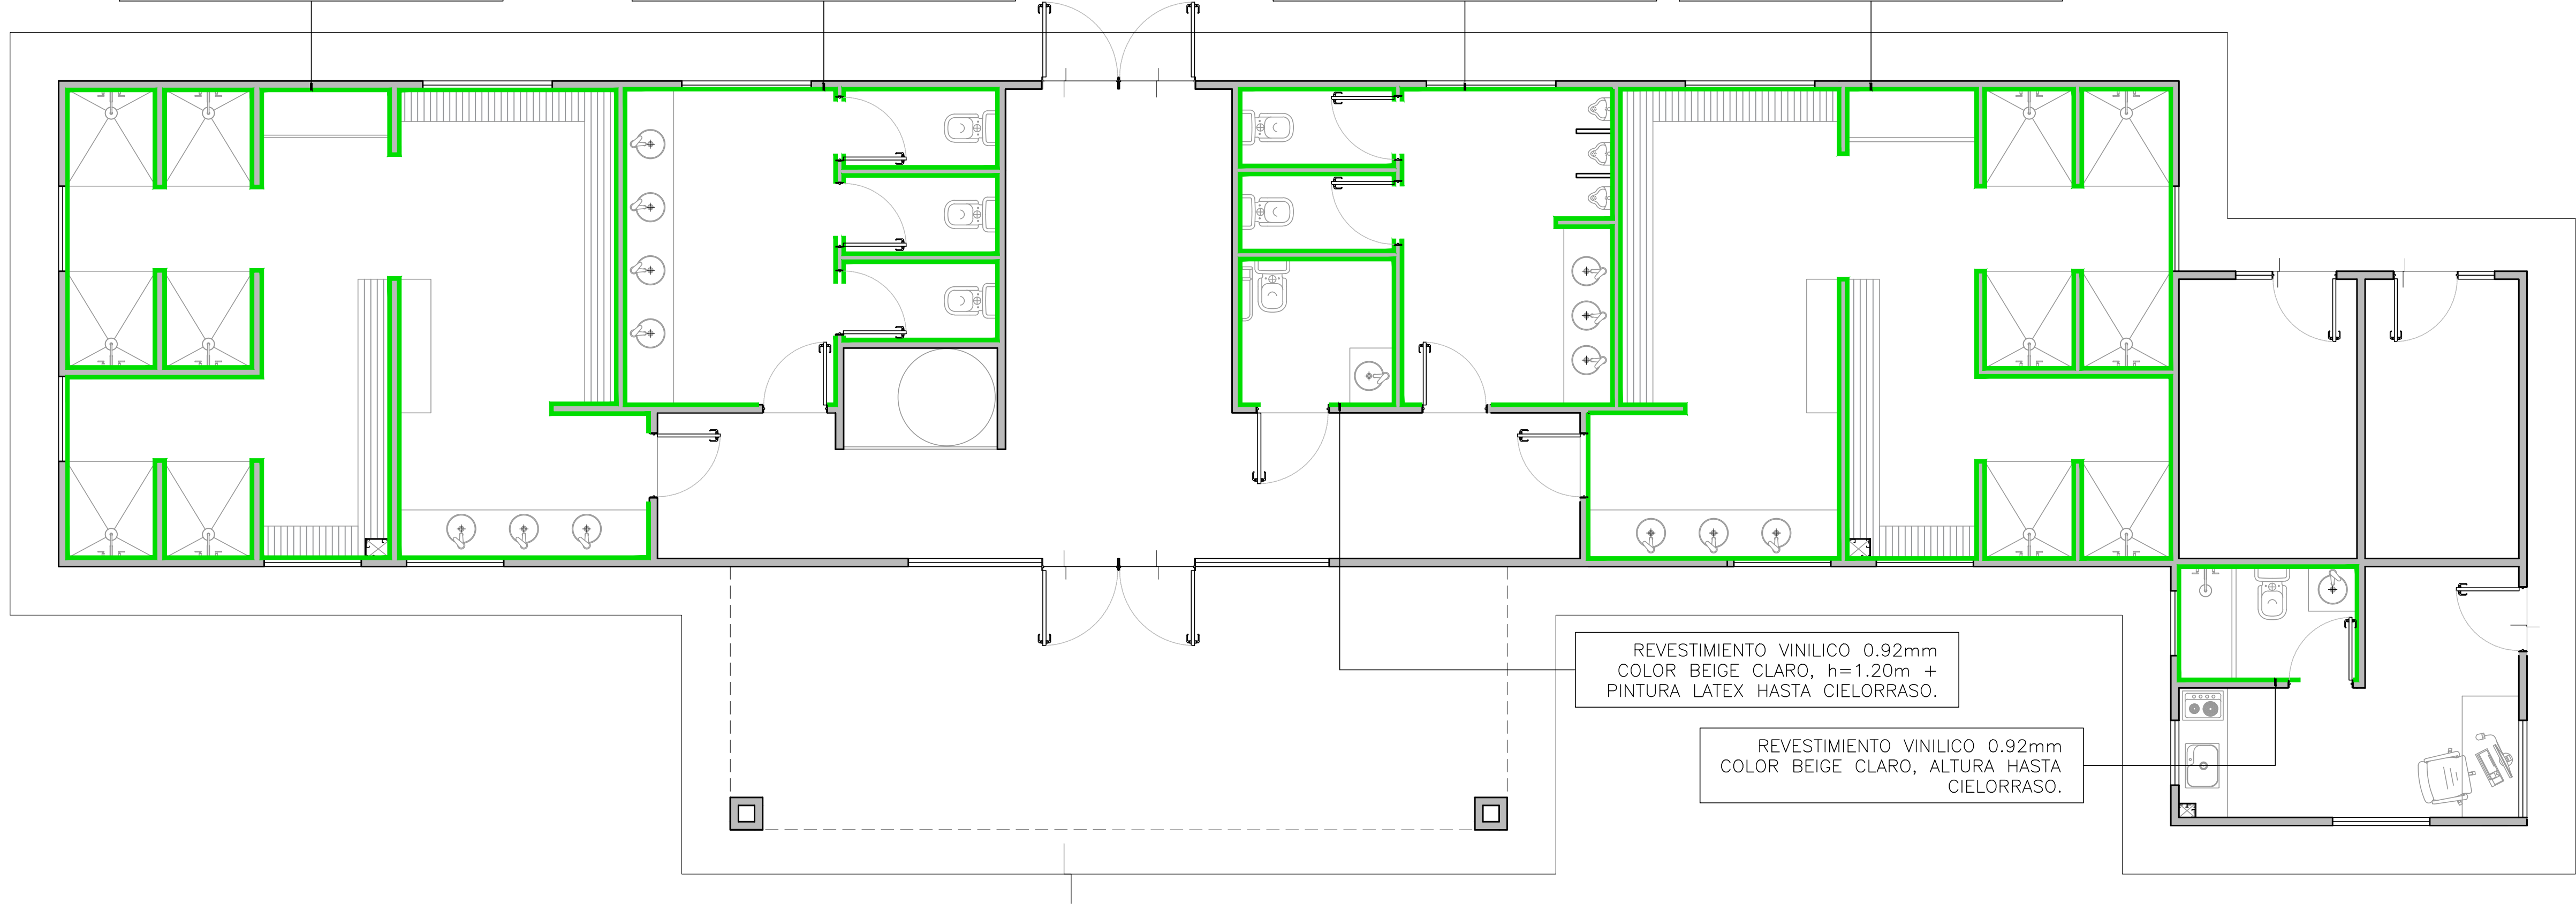 REVESTIMIENTO VINILICO 0.92mm
COLOR BEIGE CLARO, h=1.20m +
PINTURA LATEX HASTA CIELORRASO.
REVESTIMIENTO VINILICO 0.92mm
COLOR BEIGE CLARO, ALTURA HASTA
CIELORRASO.